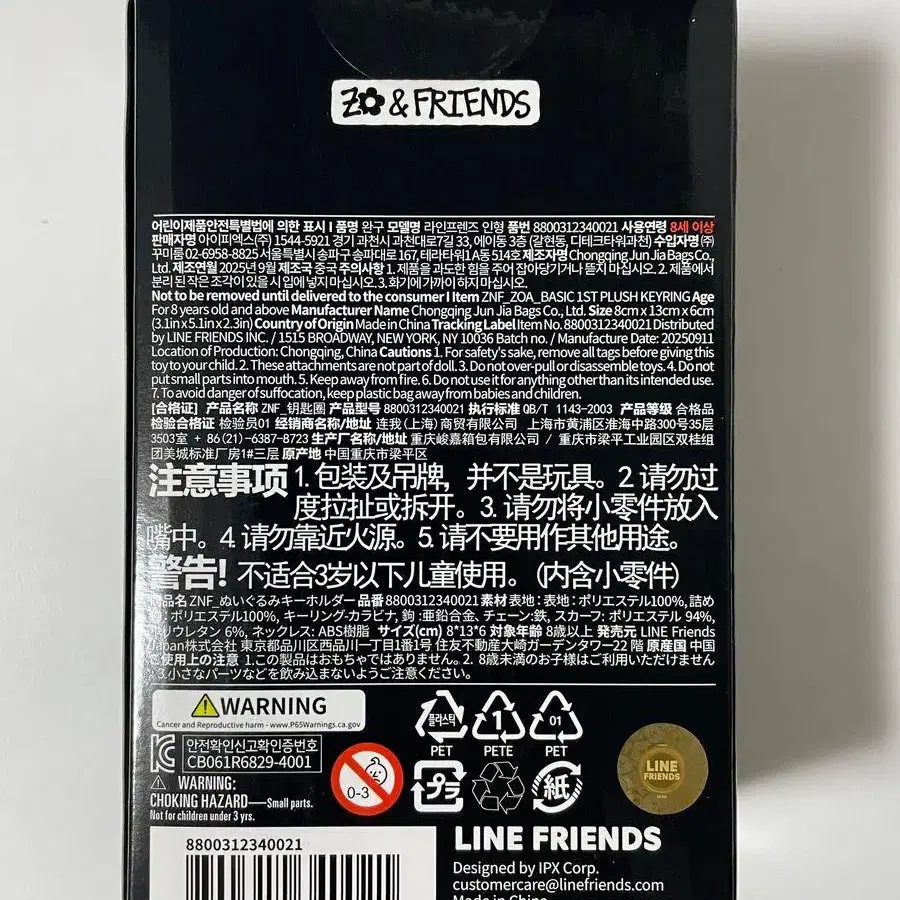 ZO & FRIENDS
어린이제품안전특별법에 의한 표시 I 품명 완구 모델명 라인프렌즈 인형 품번 8800312340021 사용연령 8세 이상
판매자명 아이피엑스(주) 1544-5921 경기 과천시 과천대로7길 33, 에이동 3층 (갈현동, 디테크타워과천) 수입자명 (주)
꾸미룸 02-6958-8825 서울특별시 송파구 송파대로 167, 테라타워1A동 514호 제조자명 Chongqing Jun Jia Bags Co.,
Ltd. 제조연월 2025년 9월 제조국 중국 주의사항 1. 제품을 과도한 힘을 주어 잡아당기거나 뜯지 마십시오. 2. 제품에서
분리 된 작은 조각이 있을 시 입에 넣지 마십시오. 3. 화기에 가까이 하지 마십시오.
Not to be removed until delivered to the consumer I Item ZNF_ZOA_BASIC 1ST PLUSH KEYRING Age
For 8 years old and above Manufacturer Name Chongqing Jun Jia Bags Co., Ltd. Size 8cm x 13cm x 6cm
(3.1in x 5.1in x 2.3in) Country of Origin Made in China Tracking Label Item No. 8800312340021 Distributed
by LINE FRIENDS INC. / 1515 BROADWAY, NEW YORK, NY 10036 Batch no. / Manufacture Date: 20250911
Location of Production: Chongqing, China Cautions 1. For safety's sake, remove all tags before giving this
toy to your child. 2. These attachments are not part of doll. 3. Do not over-pull or disassemble toys. 4. Do not
put small parts into mouth. 5. Keep away from fire. 6. Do not use it for anything other than its intended use.
7. To avoid danger of suffocation, keep plastic bag away from babies and children.
[合格证] 产品名称 ZNF_钥匙圈 产品型号 8800312340021 执行标准 QB/T 1143-2003 产品等级 合格品
检验合格证 检验员01 经销商名称/地址 连我(上海)商贸有限公司 上海市黄浦区淮海中路300号35层
3503室 + 86 (21) -6387-8723 生产厂名称/地址 重庆峻嘉箱包有限公司 / 重庆市梁平工业园区双桂组
团美城标准厂房1#三层 原产地 中国重庆市梁平区
注意事项 1. 包装及吊牌，并不是玩具。2. 请勿过
度拉扯或拆开。3. 请勿将小零件放入
嘴中。4. 请勿靠近火源。5. 请不要用作其他用途。
警告! 不适合3岁以下儿童使用。(内含小零件)
商品名 ZNF_ぬいぐるみキーホルダー 品番 8800312340021 素材 表地 : 表地 : ポリエステル100%, 詰め
物 : ポリエステル100%, キーリング-カラビナ, 鉤 : 亜鉛合金、チェーン:鉄, スカーフ: ポリエステル 94%,
ポリウレタン 6%, ネックレス: ABS樹脂 サイズ(cm) 8*13*6 対象年齢 8歳以上 発売元 LINE Friends
Japan株式会社 東京都品川区西品川一丁目1番1号 住友不動産大崎ガーデンタワー22 階 原産国 中国
ご使用上の注意 1.この製品はおもちゃではありません。2. 8歳未満のお子様はご利用いただけませ
ん 3.小さなパーツなどを飲み込まないようご注意ください。
WARNING
Cancer and Reproductive harm - www.P65Warnings.ca.gov
안전확인신고확인증번호
CB061R6829-4001
WARNING:
CHOKING HAZARD—Small parts.
Not for children under 3 yrs.
0-3
플라스틱
PET
1
PETE
01
PET
プラ
紙
LINE
FRIENDS
8800312340021
LINE FRIENDS
Designed by IPX Corp.
customercare@linefriends.com
Made in China